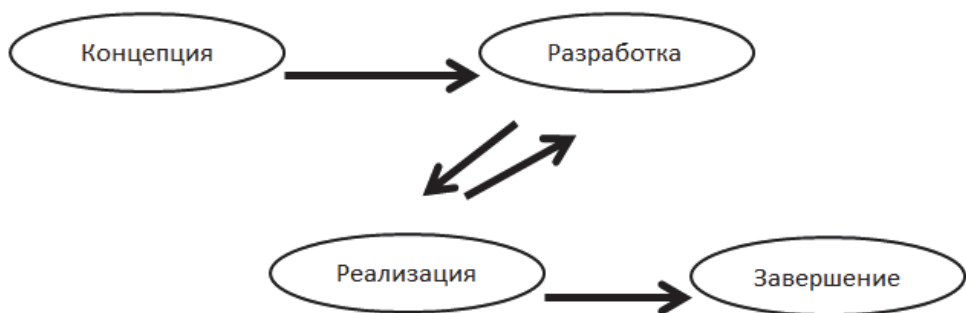 Концепция
Разработка
Реализация
Завершение